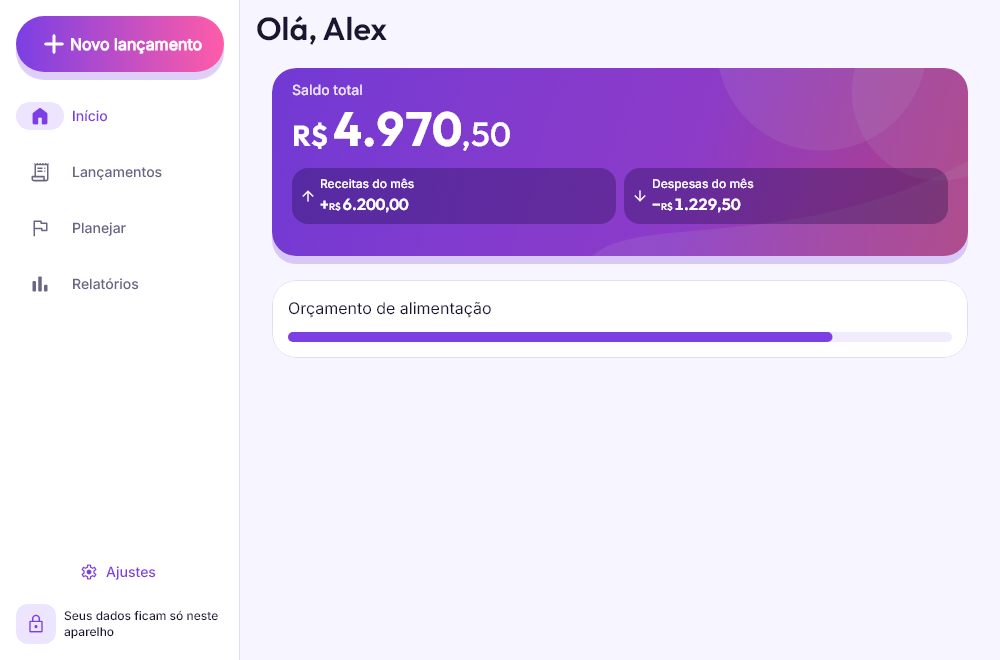 Novo lançamento
Início
Lançamentos
Planejar
Relatórios
Ajustes
Seus dados ficam só neste
aparelho
Olá, Alex
Saldo total
R$ 4.970,50
Receitas do mês
+R$ 6.200,00
Despesas do mês
−R$ 1.229,50
Orçamento de alimentação